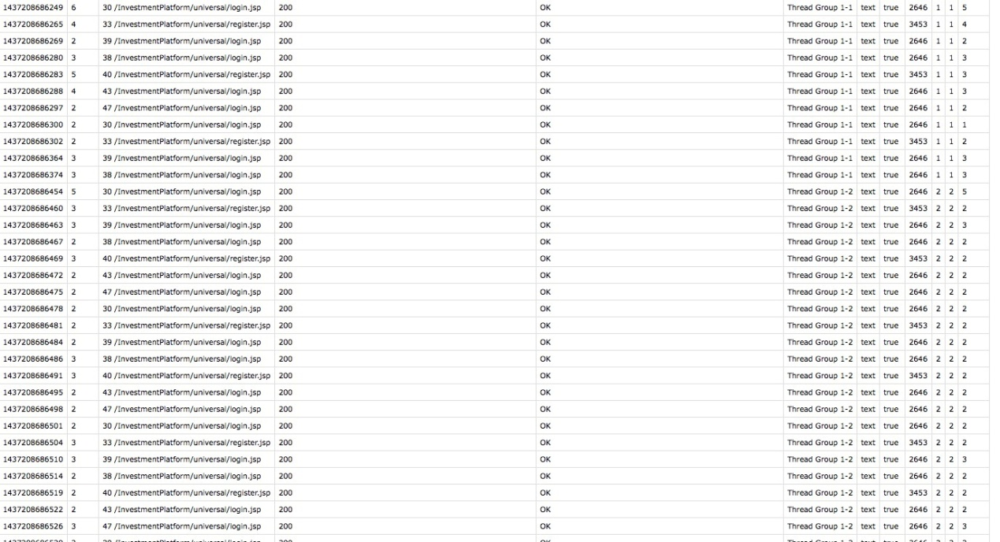 1437208686249 6 30 /InvestmentPlatform/universal/login.jsp 200 OK Thread Group 1-1 text true 2646 1 1 5
1437208686265 4 33 /InvestmentPlatform/universal/register.jsp 200 OK Thread Group 1-1 text true 3453 1 1 4
1437208686269 2 39 /InvestmentPlatform/universal/login.jsp 200 OK Thread Group 1-1 text true 2646 1 1 2
1437208686280 3 38 /InvestmentPlatform/universal/login.jsp 200 OK Thread Group 1-1 text true 2646 1 1 3
1437208686283 5 40 /InvestmentPlatform/universal/register.jsp 200 OK Thread Group 1-1 text true 3453 1 1 3
1437208686288 4 43 /InvestmentPlatform/universal/login.jsp 200 OK Thread Group 1-1 text true 2646 1 1 3
1437208686297 2 47 /InvestmentPlatform/universal/login.jsp 200 OK Thread Group 1-1 text true 2646 1 1 2
1437208686300 2 30 /InvestmentPlatform/universal/login.jsp 200 OK Thread Group 1-1 text true 2646 1 1 1
1437208686302 2 33 /InvestmentPlatform/universal/register.jsp 200 OK Thread Group 1-1 text true 3453 1 1 2
1437208686364 3 39 /InvestmentPlatform/universal/login.jsp 200 OK Thread Group 1-1 text true 2646 1 1 3
1437208686374 3 38 /InvestmentPlatform/universal/login.jsp 200 OK Thread Group 1-1 text true 2646 1 1 3
1437208686454 5 30 /InvestmentPlatform/universal/login.jsp 200 OK Thread Group 1-2 text true 2646 2 2 5
1437208686460 3 33 /InvestmentPlatform/universal/register.jsp 200 OK Thread Group 1-2 text true 3453 2 2 2
1437208686463 3 39 /InvestmentPlatform/universal/login.jsp 200 OK Thread Group 1-2 text true 2646 2 2 3
1437208686467 2 38 /InvestmentPlatform/universal/login.jsp 200 OK Thread Group 1-2 text true 2646 2 2 2
1437208686469 3 40 /InvestmentPlatform/universal/register.jsp 200 OK Thread Group 1-2 text true 3453 2 2 2
1437208686472 2 43 /InvestmentPlatform/universal/login.jsp 200 OK Thread Group 1-2 text true 2646 2 2 2
1437208686475 2 47 /InvestmentPlatform/universal/login.jsp 200 OK Thread Group 1-2 text true 2646 2 2 2
1437208686478 2 30 /InvestmentPlatform/universal/login.jsp 200 OK Thread Group 1-2 text true 2646 2 2 2
1437208686481 2 33 /InvestmentPlatform/universal/register.jsp 200 OK Thread Group 1-2 text true 3453 2 2 2
1437208686484 2 39 /InvestmentPlatform/universal/login.jsp 200 OK Thread Group 1-2 text true 2646 2 2 2
1437208686486 3 38 /InvestmentPlatform/universal/login.jsp 200 OK Thread Group 1-2 text true 2646 2 2 2
1437208686491 3 40 /InvestmentPlatform/universal/register.jsp 200 OK Thread Group 1-2 text true 3453 2 2 2
1437208686495 2 43 /InvestmentPlatform/universal/login.jsp 200 OK Thread Group 1-2 text true 2646 2 2 2
1437208686498 2 47 /InvestmentPlatform/universal/login.jsp 200 OK Thread Group 1-2 text true 2646 2 2 2
1437208686501 2 30 /InvestmentPlatform/universal/login.jsp 200 OK Thread Group 1-2 text true 2646 2 2 2
1437208686504 3 33 /InvestmentPlatform/universal/register.jsp 200 OK Thread Group 1-2 text true 3453 2 2 2
1437208686510 3 39 /InvestmentPlatform/universal/login.jsp 200 OK Thread Group 1-2 text true 2646 2 2 3
1437208686514 2 38 /InvestmentPlatform/universal/login.jsp 200 OK Thread Group 1-2 text true 2646 2 2 2
1437208686519 2 40 /InvestmentPlatform/universal/register.jsp 200 OK Thread Group 1-2 text true 3453 2 2 2
1437208686522 2 43 /InvestmentPlatform/universal/login.jsp 200 OK Thread Group 1-2 text true 2646 2 2 2
1437208686526 3 47 /InvestmentPlatform/universal/login.jsp 200 OK Thread Group 1-2 text true 2646 2 2 3